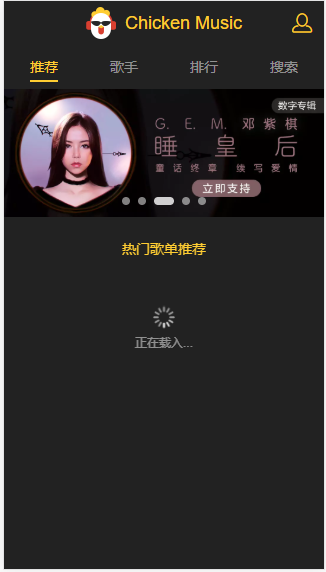 Chicken Music
推荐 歌手 排行 搜索
数字专辑
G. E. M. 邓紫棋
睡 皇 后
童话终章 续写爱情
立即支持
热门歌单推荐
正在载入...